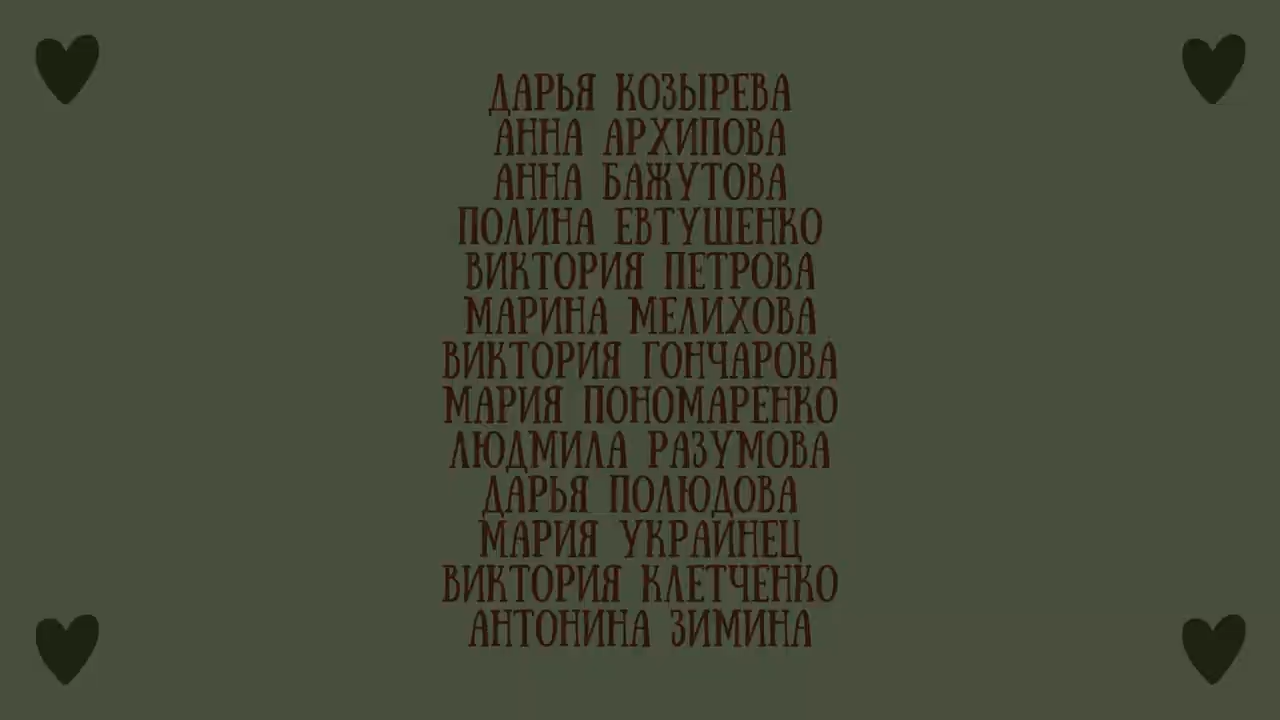 ДАРЬЯ КОЗЫРЕВА
АННА АРХИПОВА
АННА БАЖУТОВА
ПОЛИНА ЕВТУШЕНКО
ВИКТОРИЯ ПЕТРОВА
МАРИНА МЕЛИХОВА
ВИКТОРИЯ ГОНЧАРОВА
МАРИЯ ПОНОМАРЕНКО
ЛЮДМИЛА РАЗУМОВА
ДАРЬЯ ПОЛЮДОВА
МАРИЯ УКРАИНЕЦ
ВИКТОРИЯ КЛЕТЧЕНКО
АНТОНИНА ЗИМИНА